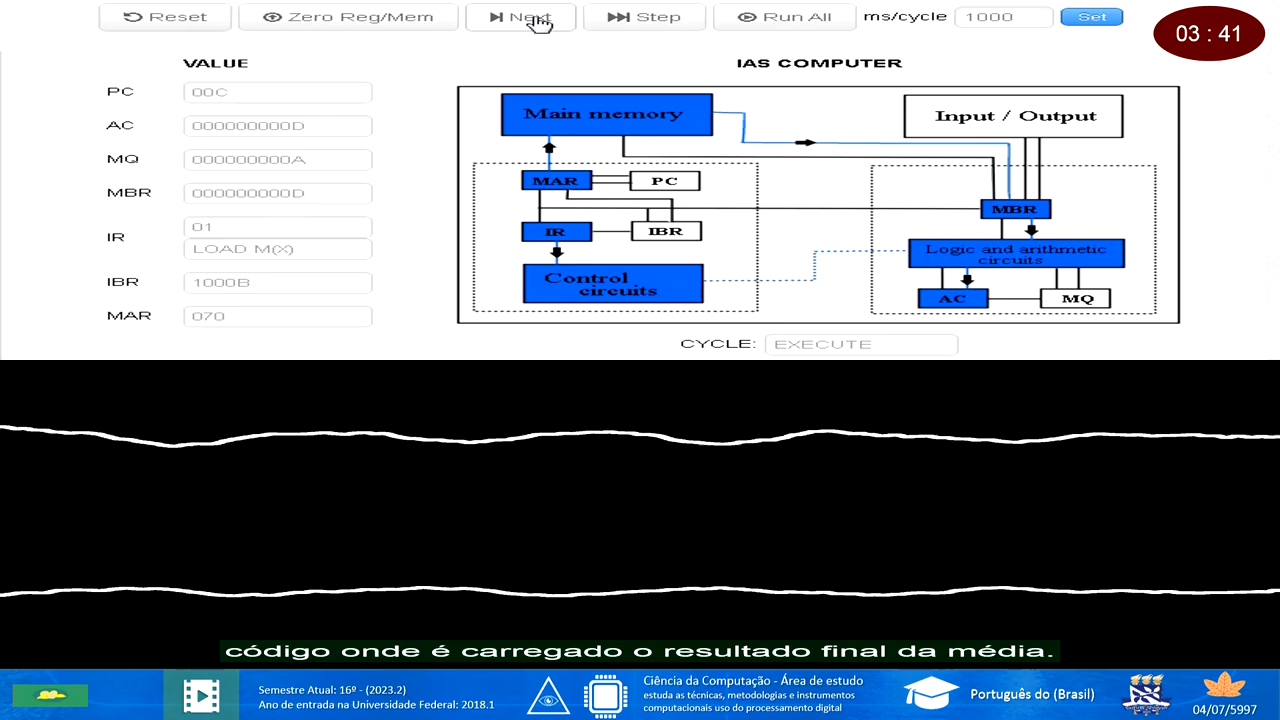 Reset
Zero Reg/Mem
Next
Step
Run All
ms/cycle
1000
Set
03 : 41
VALUE
IAS COMPUTER
PC
00C
AC
000000000D
MQ
000000000A
MBR
000000000D
IR
01
LOAD M(X)
IBR
1000B
MAR
070
Main memory
Input / Output
MAR
PC
MBR
IR
IBR
Logic and arithmetic
circuits
Control
circuits
AC
MQ
CYCLE:
EXECUTE
código onde é carregado o resultado final da média.
Semestre Atual: 16º - (2023.2)
Ano de entrada na Universidade Federal: 2018.1
Ciência da Computação - Área de estudo
estuda as técnicas, metodologias e instrumentos
computacionais uso do processamento digital
Português do (Brasil)
04/07/5997